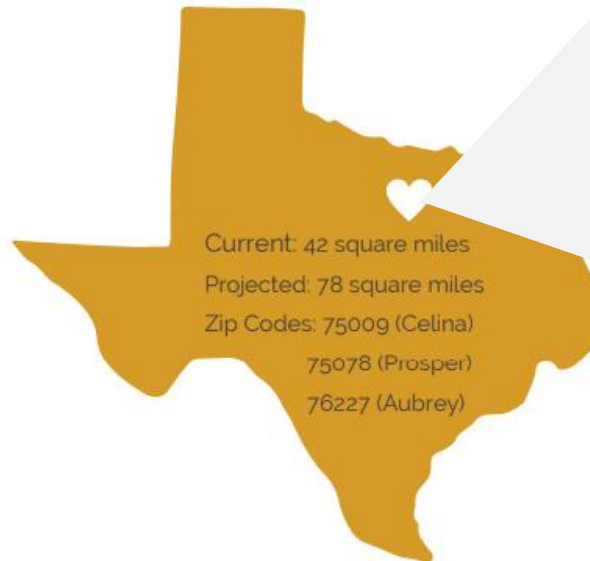 Current: 42 square miles
Projected: 78 square miles
Zip Codes: 75009 (Celina)
75078 (Prosper)
76227 (Aubrey)